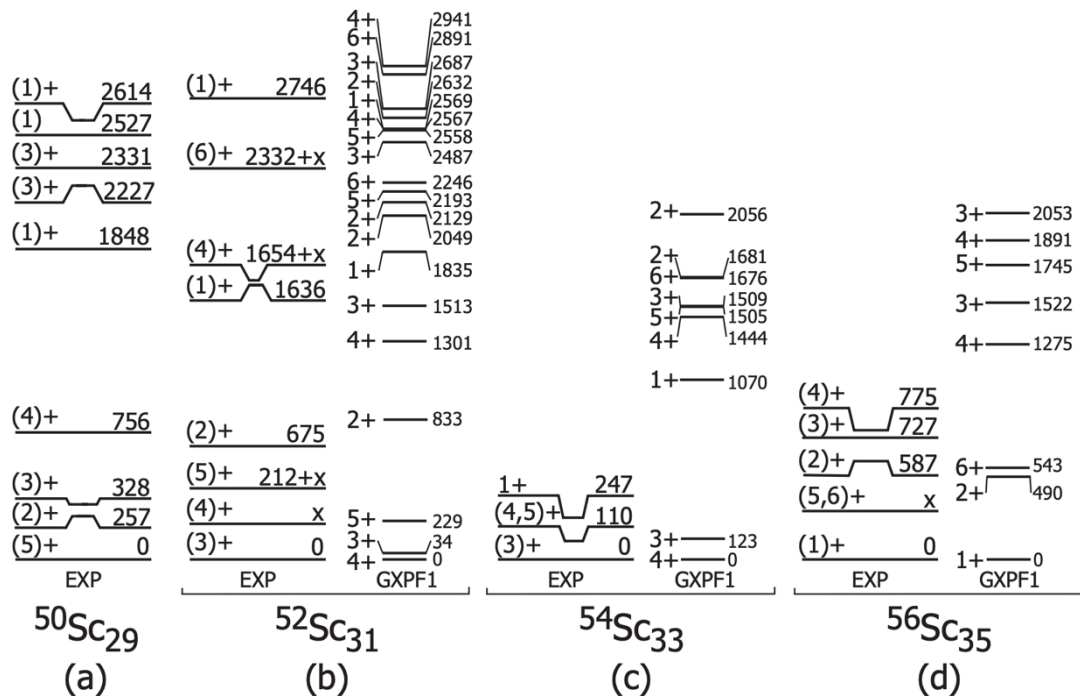 (1)+ 2614
(1) 2527
(3)+ 2331
(3)+ 2227
(1)+ 1848
(4)+ 756
(3)+ 328
(2)+ 257
(5)+ 0
EXP
50Sc29
(a)
(1)+ 2746
(6)+ 2332+x
(4)+ 1654+x
(1)+ 1636
(2)+ 675
(5)+ 212+x
(4)+ x
(3)+ 0
EXP
4+ 2941
6+ 2891
3+ 2687
2+ 2632
1+ 2569
4+ 2567
5+ 2558
3+ 2487
6+ 2246
5+ 2193
2+ 2129
2+ 2049
1+ 1835
3+ 1513
4+ 1301
2+ 833
5+ 229
3+ 34
4+ 0
GXPF1
52Sc31
(b)
1+ 247
(4,5)+ 110
(3)+ 0
EXP
2+ 2056
2+ 1681
6+ 1676
3+ 1509
5+ 1505
4+ 1444
1+ 1070
3+ 123
4+ 0
GXPF1
54Sc33
(c)
(4)+ 775
(3)+ 727
(2)+ 587
(5,6)+ x
(1)+ 0
EXP
3+ 2053
4+ 1891
5+ 1745
3+ 1522
4+ 1275
6+ 543
2+ 490
1+ 0
GXPF1
56Sc35
(d)